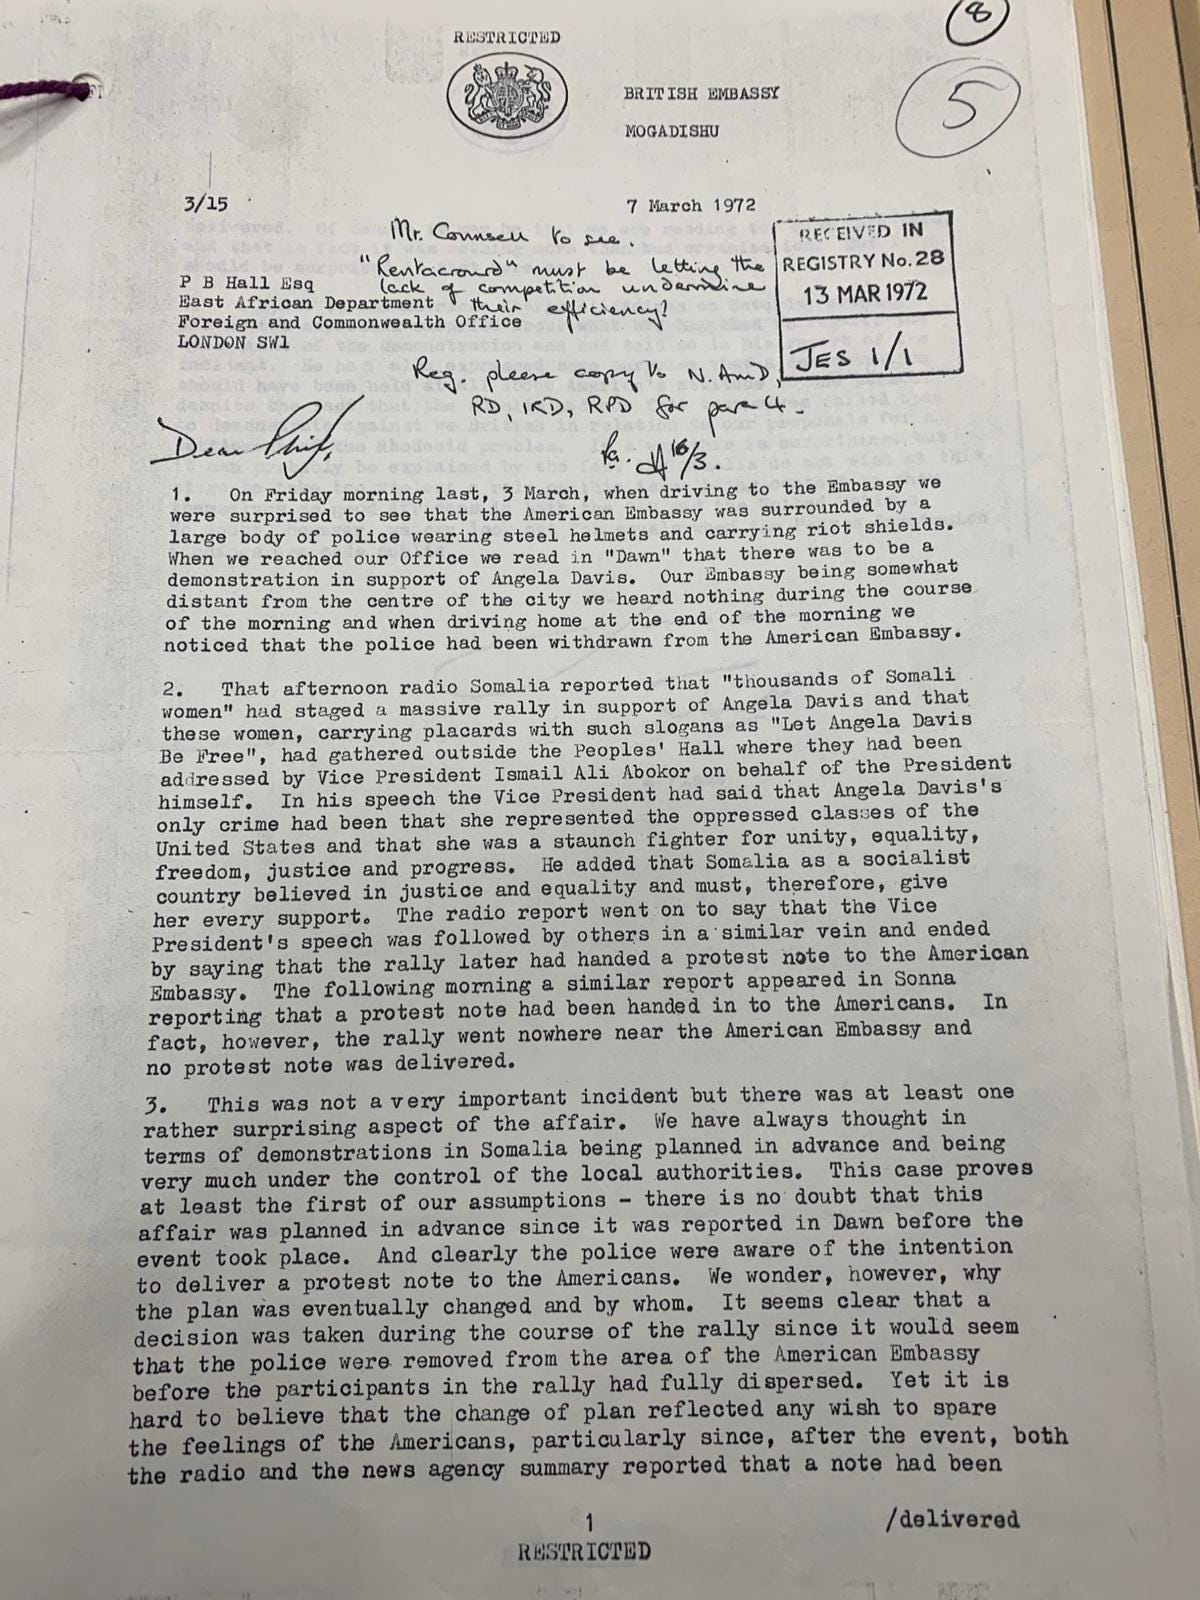 8
RESTRICTED
5
BRITISH EMBASSY
MOGADISHU
3/15
7 March 1972
Mr. Counsell to see.
"Rentacrowd" must be letting the
lack of competition undermine
their efficiency!
RECEIVED IN
REGISTRY No. 28
13 MAR 1972
JES 1/1
P B Hall Esq
East African Department
Foreign and Commonwealth Office
LONDON SW1
Reg. please copy to N. AmD,
RD, IRD, RPD for para 4.
16/3.
Dear Phil,
1. On Friday morning last, 3 March, when driving to the Embassy we
were surprised to see that the American Embassy was surrounded by a
large body of police wearing steel helmets and carrying riot shields.
When we reached our Office we read in "Dawn" that there was to be a
demonstration in support of Angela Davis. Our Embassy being somewhat
distant from the centre of the city we heard nothing during the course
of the morning and when driving home at the end of the morning we
noticed that the police had been withdrawn from the American Embassy.
2. That afternoon radio Somalia reported that "thousands of Somali
women" had staged a massive rally in support of Angela Davis and that
these women, carrying placards with such slogans as "Let Angela Davis
Be Free", had gathered outside the Peoples' Hall where they had been
addressed by Vice President Ismail Ali Abokor on behalf of the President
himself. In his speech the Vice President had said that Angela Davis's
only crime had been that she represented the oppressed classes of the
United States and that she was a staunch fighter for unity, equality,
freedom, justice and progress. He added that Somalia as a socialist
country believed in justice and equality and must, therefore, give
her every support. The radio report went on to say that the Vice
President's speech was followed by others in a similar vein and ended
by saying that the rally later had handed a protest note to the American
Embassy. The following morning a similar report appeared in Sonna
reporting that a protest note had been handed in to the Americans. In
fact, however, the rally went nowhere near the American Embassy and
no protest note was delivered.
3. This was not a very important incident but there was at least one
rather surprising aspect of the affair. We have always thought in
terms of demonstrations in Somalia being planned in advance and being
very much under the control of the local authorities. This case proves
at least the first of our assumptions - there is no doubt that this
affair was planned in advance since it was reported in Dawn before the
event took place. And clearly the police were aware of the intention
to deliver a protest note to the Americans. We wonder, however, why
the plan was eventually changed and by whom. It seems clear that a
decision was taken during the course of the rally since it would seem
that the police were removed from the area of the American Embassy
before the participants in the rally had fully dispersed. Yet it is
hard to believe that the change of plan reflected any wish to spare
the feelings of the Americans, particularly since, after the event, both
the radio and the news agency summary reported that a note had been
/delivered
1
RESTRICTED